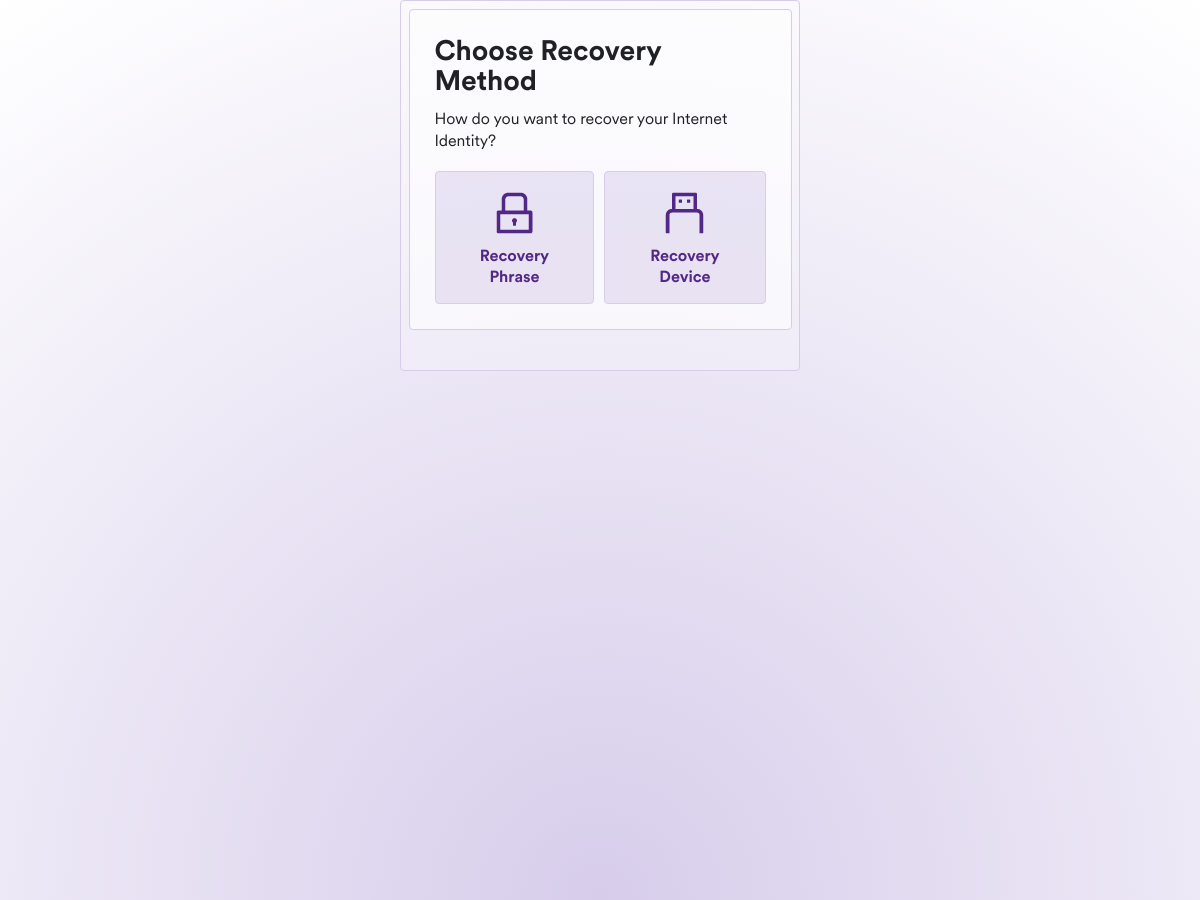 Choose Recovery
Method
How do you want to recover your Internet
Identity?
Recovery
Phrase
Recovery
Device